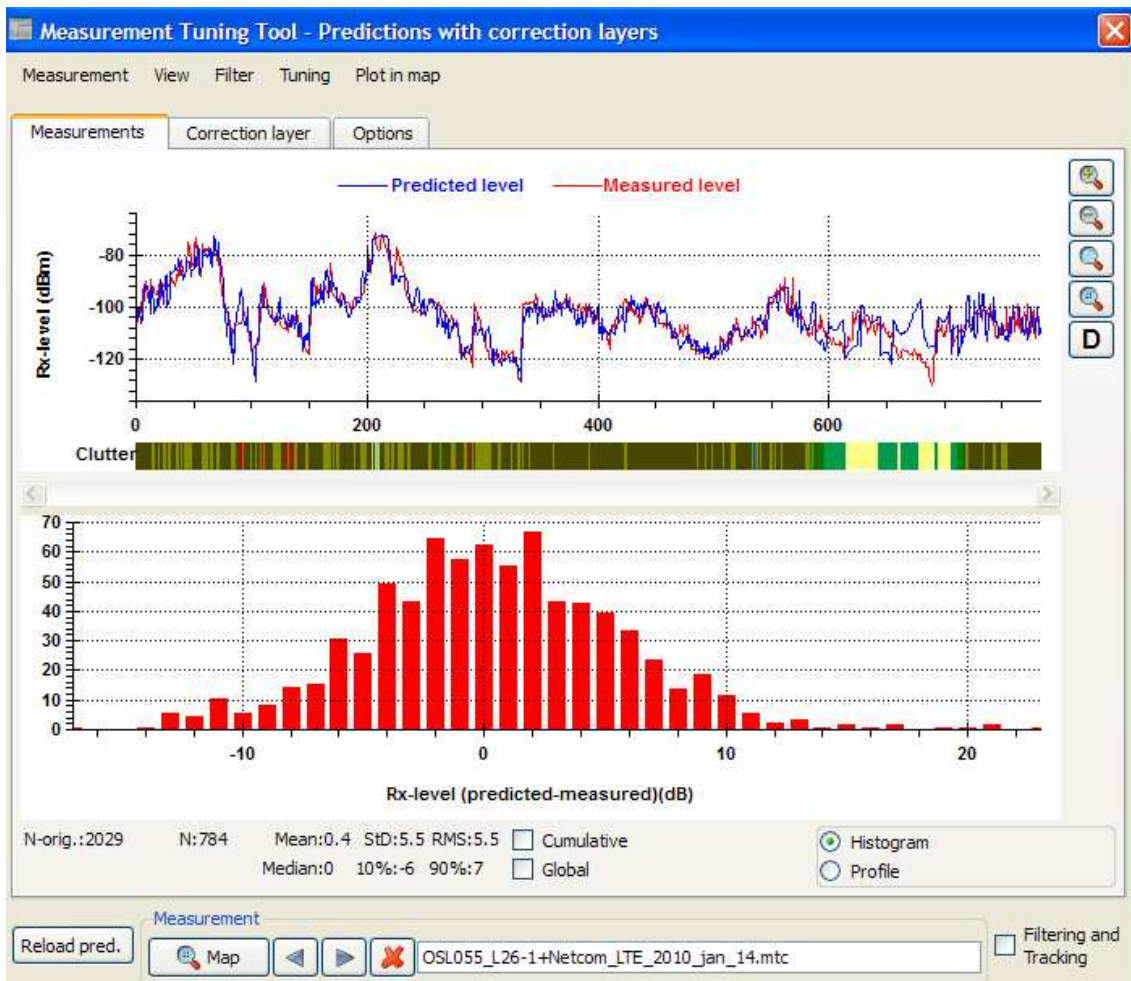 Measurement Tuning Tool - Predictions with correction layers
Measurement View Filter Tuning Plot in map
Measurements Correction layer Options
Predicted level Measured level
Rx-level (dBm)
-80
-100
-120
0 200 400 600
Clutter
D
70
60
50
40
30
20
10
0
-10 0 10 20
Rx-level (predicted-measured)(dB)
N-orig.:2029 N:784 Mean:0.4 StD:5.5 RMS:5.5 Cumulative
Median:0 10%:-6 90%:7 Global
Histogram
Profile
Measurement
Reload pred. Map OSL055_L26-1+Netcom_LTE_2010_jan_14.mtc
Filtering and
Tracking